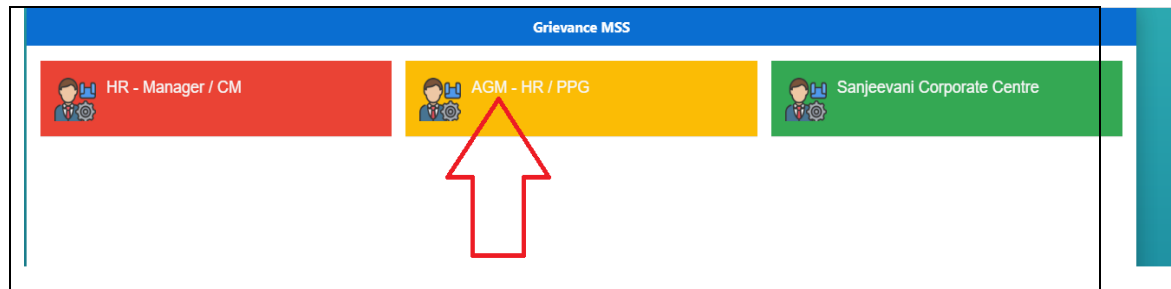 Grievance MSS
HR - Manager / CM
AGM - HR / PPG
Sanjeevani Corporate Centre